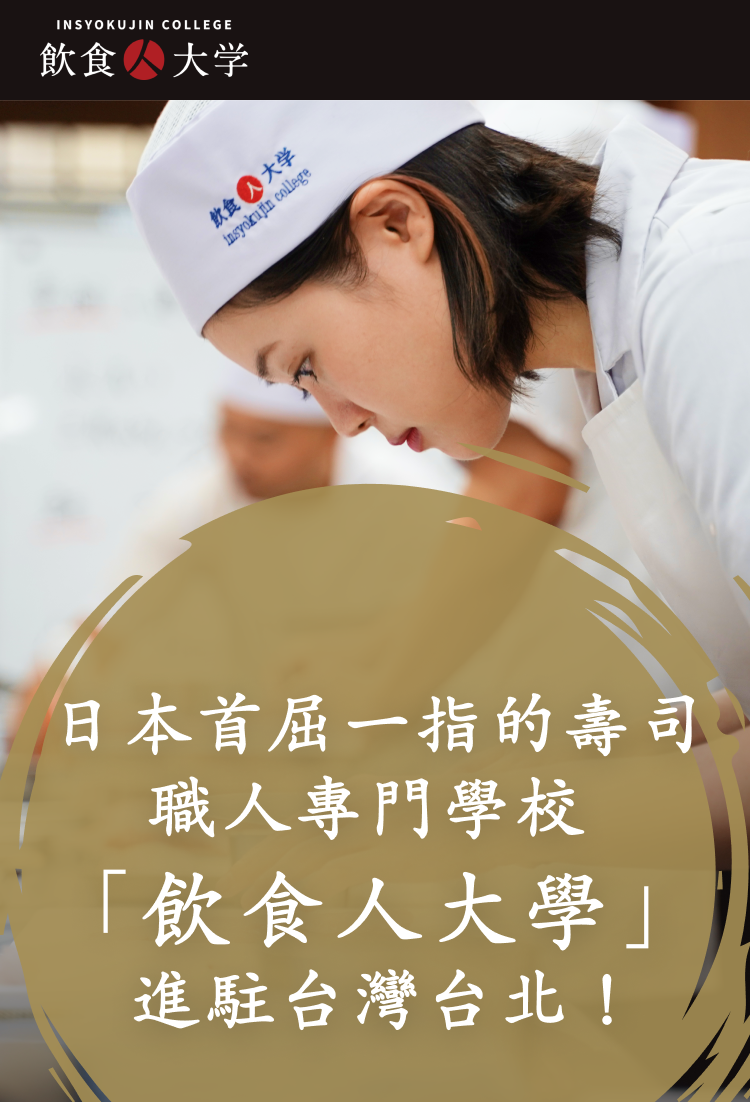 INSYOKUJIN COLLEGE
飲食人大学
飲食人大学
insyokujin college
日本首屈一指的壽司
職人專門學校
「飲食人大學」
進駐台灣台北！